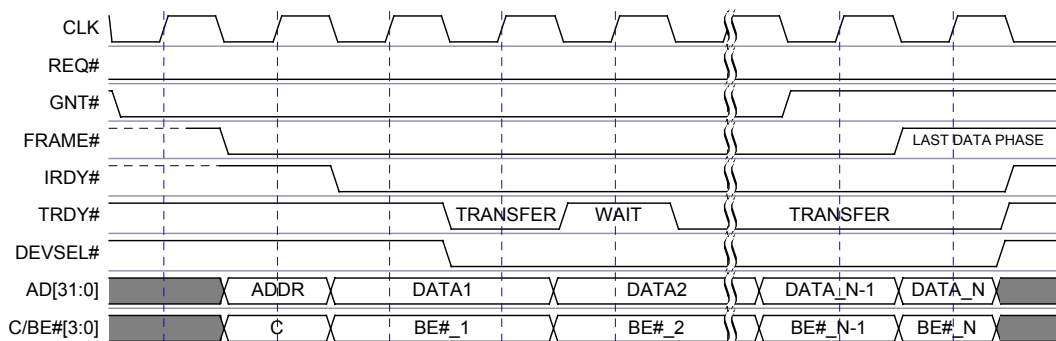 CLK
REQ#
GNT#
FRAME# LAST DATA PHASE
IRDY#
TRDY# TRANSFER WAIT TRANSFER
DEVSEL#
AD[31:0] ADDR DATA1 DATA2 DATA_N-1 DATA_N
C/BE#[3:0] C BE#_1 BE#_2 BE#_N-1 BE#_N